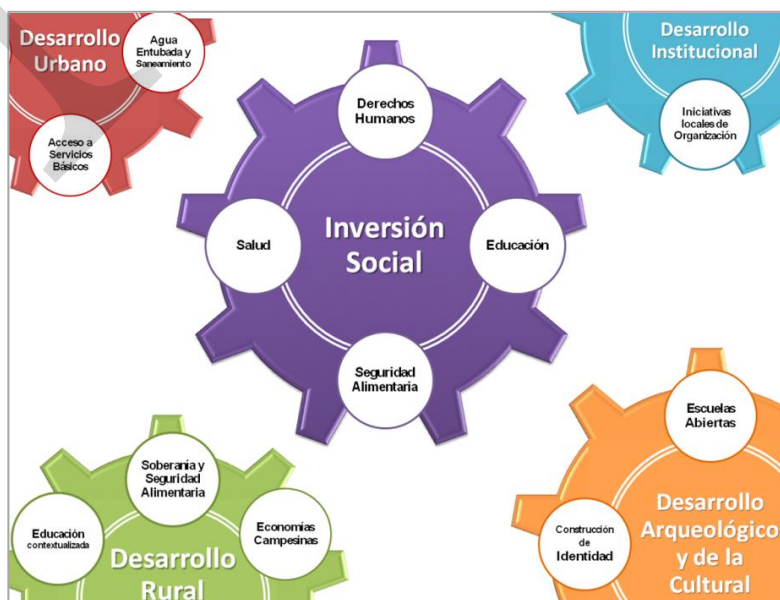 Desarrollo
Urbano
Agua
Entubada y
Saneamiento
Acceso a
Servicios
Básicos
Desarrollo
Institucional
Iniciativas
locales de
Organización
Derechos
Humanos
Salud
Inversión
Social
Educación
Seguridad
Alimentaria
Soberanía y
Seguridad
Alimentaria
Educación
contextualizada
Economías
Campesinas
Desarrollo
Rural
Escuelas
Abiertas
Construcción
de
Identidad
Desarrollo
Arqueológico
y de la
Cultural